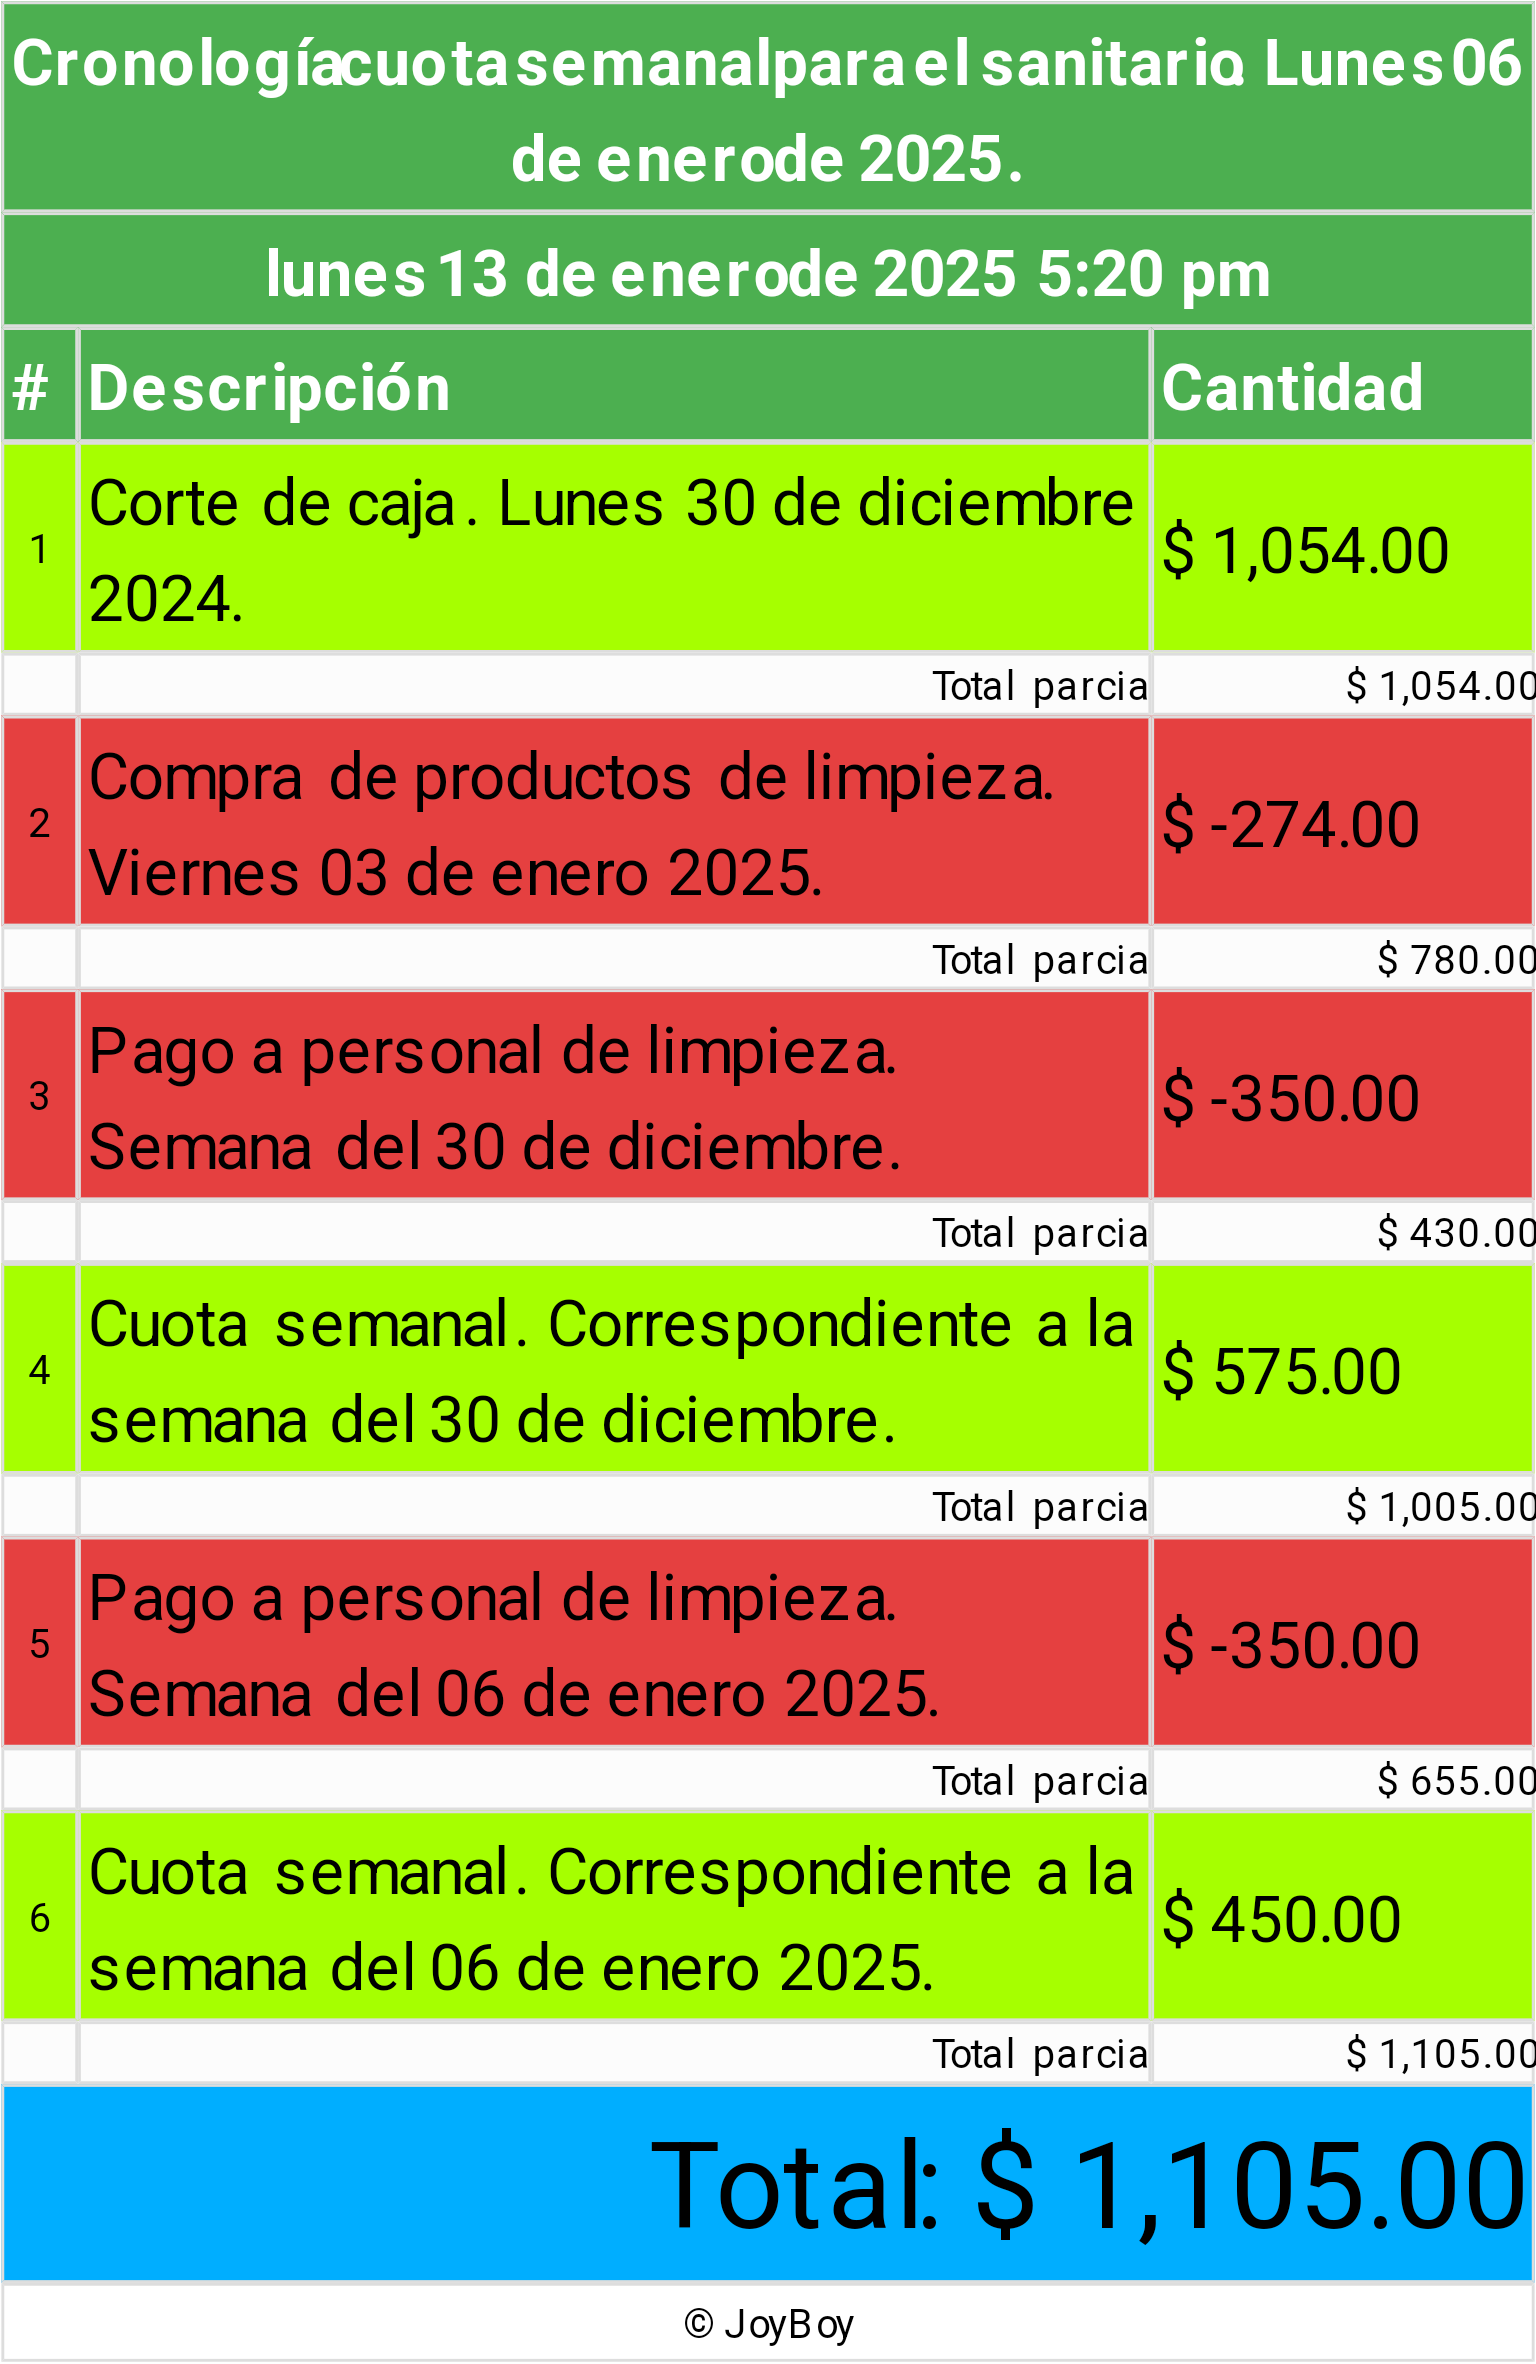 Cronología cuota semanal para el sanitario. Lunes 06
de enero de 2025.
lunes 13 de enero de 2025 5:20 pm
# Descripción Cantidad
1 Corte de caja. Lunes 30 de diciembre
2024. $ 1,054.00
Total parcia $ 1,054.00
2 Compra de productos de limpieza.
Viernes 03 de enero 2025. $ -274.00
Total parcia $ 780.00
3 Pago a personal de limpieza.
Semana del 30 de diciembre. $ -350.00
Total parcia $ 430.00
4 Cuota semanal. Correspondiente a la
semana del 30 de diciembre. $ 575.00
Total parcia $ 1,005.00
5 Pago a personal de limpieza.
Semana del 06 de enero 2025. $ -350.00
Total parcia $ 655.00
6 Cuota semanal. Correspondiente a la
semana del 06 de enero 2025. $ 450.00
Total parcia $ 1,105.00
Total: $ 1,105.00
© JoyBoy